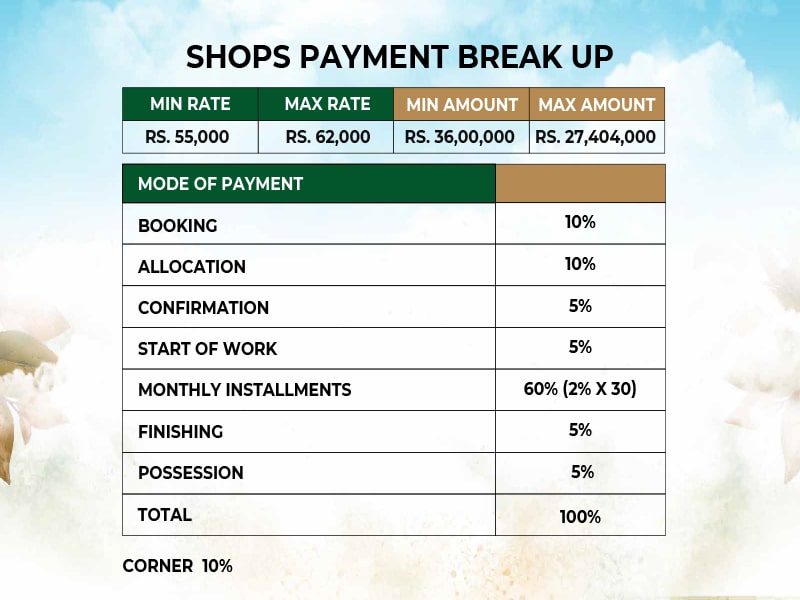 SHOPS PAYMENT BREAK UP
MIN RATE MAX RATE MIN AMOUNT MAX AMOUNT
RS. 55,000 RS. 62,000 RS. 36,00,000 RS. 27,404,000
MODE OF PAYMENT
BOOKING 10%
ALLOCATION 10%
CONFIRMATION 5%
START OF WORK 5%
MONTHLY INSTALLMENTS 60% (2% X 30)
FINISHING 5%
POSSESSION 5%
TOTAL 100%
CORNER 10%